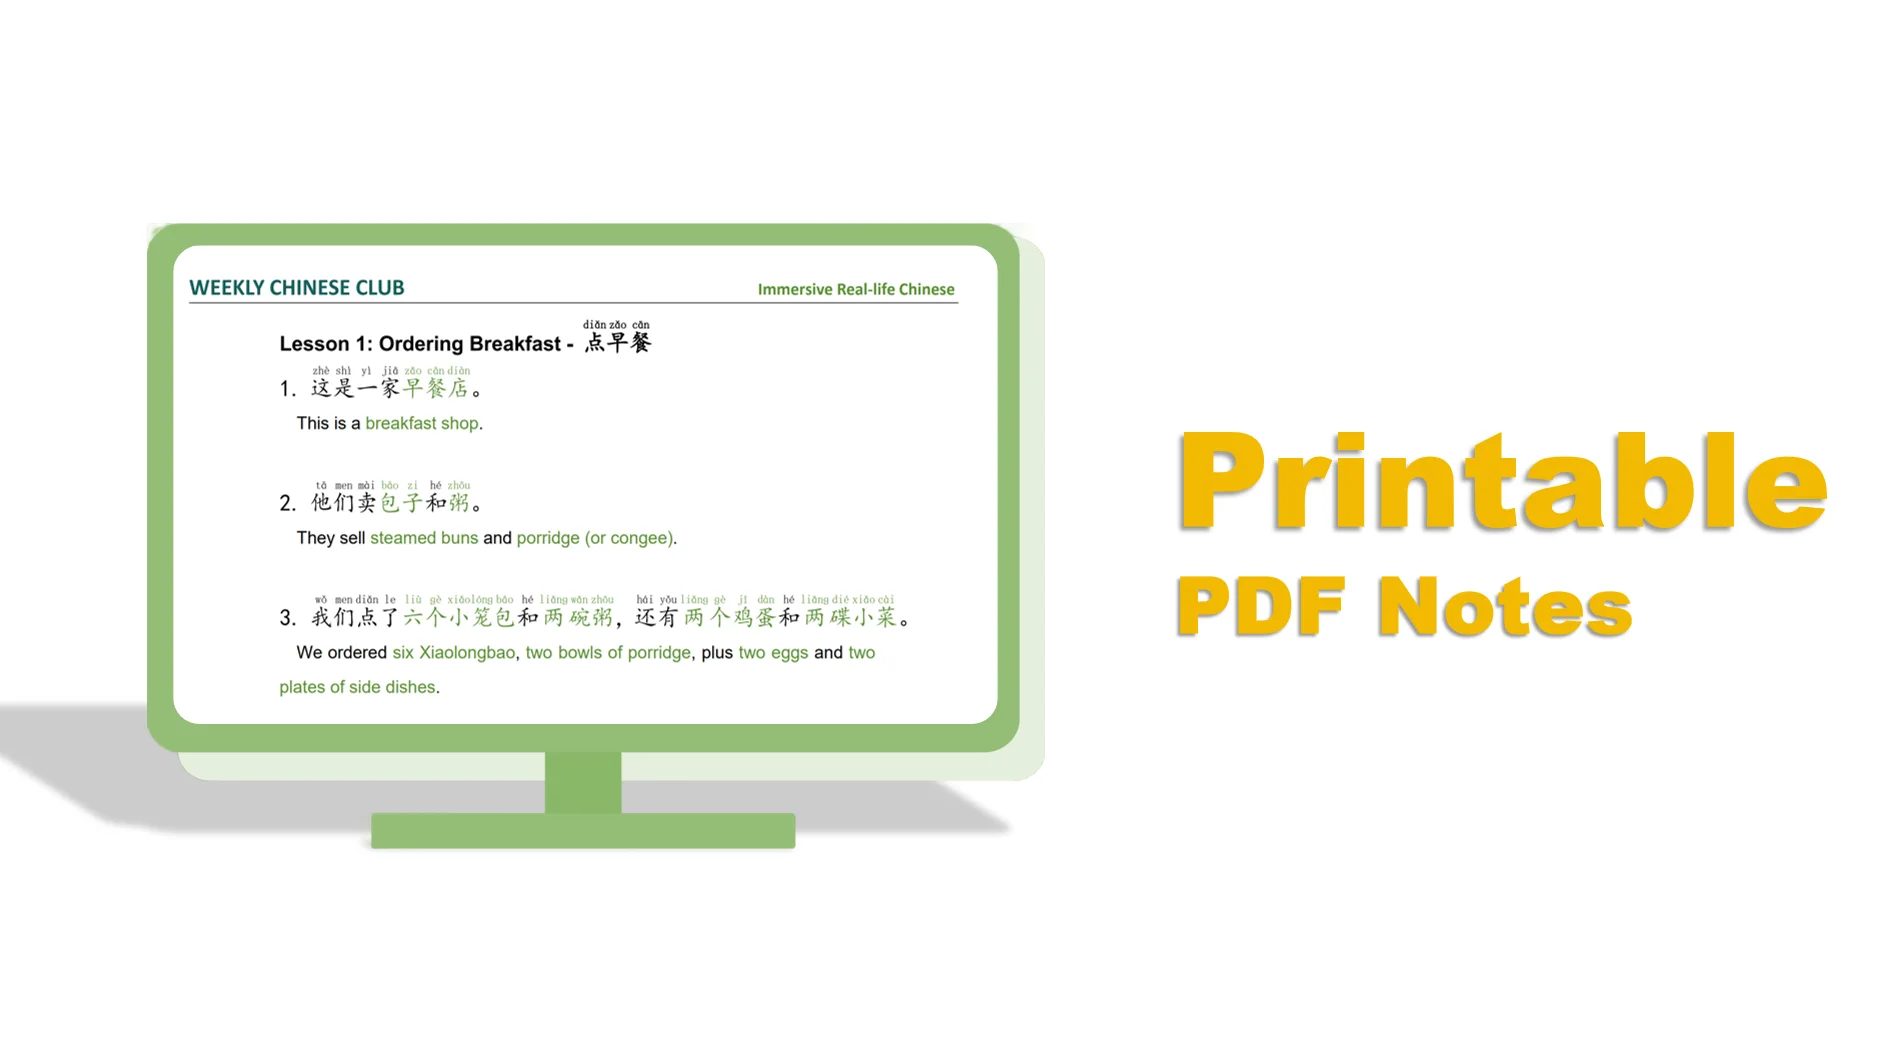 WEEKLY CHINESE CLUB
Immersive Real-life Chinese
diǎn zǎo cān
Lesson 1: Ordering Breakfast - 点早餐
zhè shì yì jiā zǎo cān diàn
1. 这是一家早餐店。
This is a breakfast shop.
tā men mài bāo zi hé zhōu
2. 他们卖包子和粥。
They sell steamed buns and porridge (or congee).
wǒ men diǎn le liù gè xiǎolóng bāo hé liǎng wǎn zhōu hái yǒu liǎng gè jī dàn hé liǎng dié xiǎo cài
3. 我们点了六个小笼包和两碗粥，还有两个鸡蛋和两碟小菜。
We ordered six Xiaolongbao, two bowls of porridge, plus two eggs and two
plates of side dishes.
Printable
PDF Notes